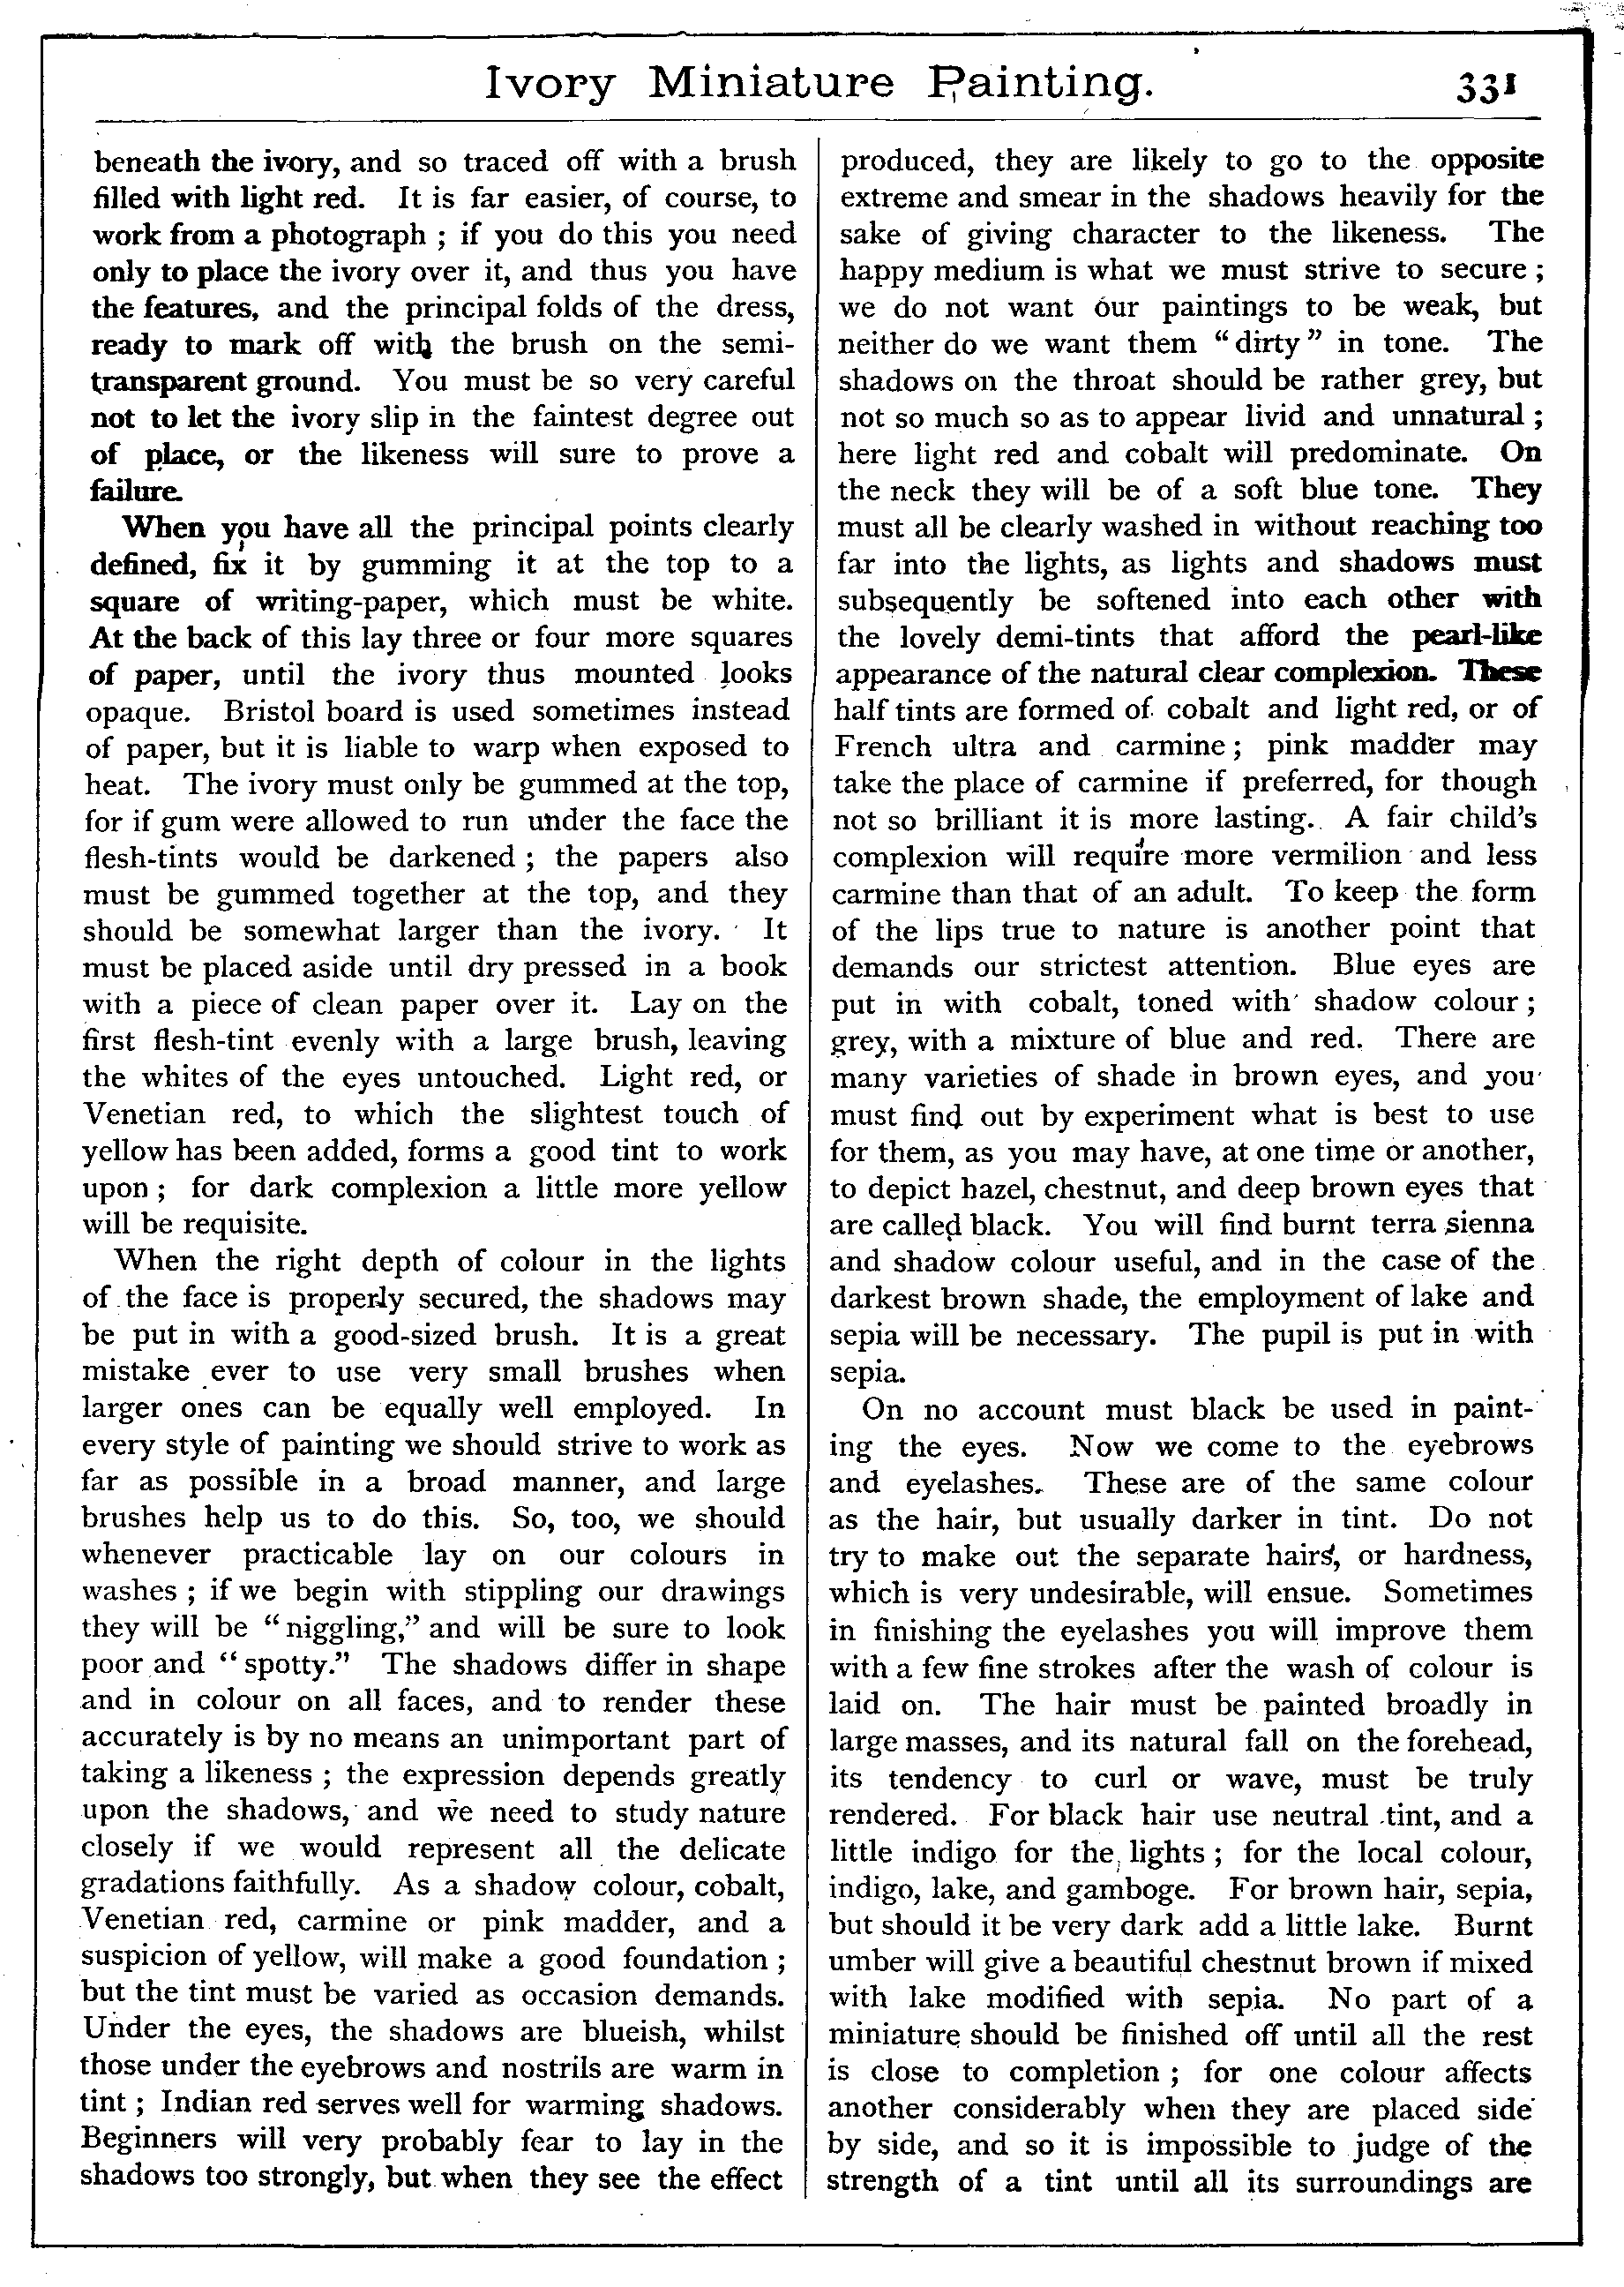 Ivory Miniature Painting.
331
beneath the ivory, and so traced off with a brush
filled with light red. It is far easier, of course, to
work from a photograph ; if you do this you need
only to place the ivory over it, and thus you have
the features, and the principal folds of the dress,
ready to mark off with the brush on the semi-
transparent ground. You must be so very careful
not to let the ivory slip in the faintest degree out
of place, or the likeness will sure to prove a
failure.
When you have all the principal points clearly
defined, fix it by gumming it at the top to a
square of writing-paper, which must be white.
At the back of this lay three or four more squares
of paper, until the ivory thus mounted looks
opaque. Bristol board is used sometimes instead
of paper, but it is liable to warp when exposed to
heat. The ivory must only be gummed at the top,
for if gum were allowed to run under the face the
flesh-tints would be darkened ; the papers also
must be gummed together at the top, and they
should be somewhat larger than the ivory. It
must be placed aside until dry pressed in a book
with a piece of clean paper over it. Lay on the
first flesh-tint evenly with a large brush, leaving
the whites of the eyes untouched. Light red, or
Venetian red, to which the slightest touch of
yellow has been added, forms a good tint to work
upon ; for dark complexion a little more yellow
will be requisite.
When the right depth of colour in the lights
of the face is properly secured, the shadows may
be put in with a good-sized brush. It is a great
mistake ever to use very small brushes when
larger ones can be equally well employed. In
every style of painting we should strive to work as
far as possible in a broad manner, and large
brushes help us to do this. So, too, we should
whenever practicable lay on our colours in
washes ; if we begin with stippling our drawings
they will be "niggling," and will be sure to look
poor and "spotty." The shadows differ in shape
and in colour on all faces, and to render these
accurately is by no means an unimportant part of
taking a likeness ; the expression depends greatly
upon the shadows, and we need to study nature
closely if we would represent all the delicate
gradations faithfully. As a shadow colour, cobalt,
Venetian red, carmine or pink madder, and a
suspicion of yellow, will make a good foundation ;
but the tint must be varied as occasion demands.
Under the eyes, the shadows are blueish, whilst
those under the eyebrows and nostrils are warm in
tint ; Indian red serves well for warming shadows.
Beginners will very probably fear to lay in the
shadows too strongly, but when they see the effect
produced, they are likely to go to the opposite
extreme and smear in the shadows heavily for the
sake of giving character to the likeness. The
happy medium is what we must strive to secure ;
we do not want our paintings to be weak, but
neither do we want them "dirty" in tone. The
shadows on the throat should be rather grey, but
not so much so as to appear livid and unnatural ;
here light red and cobalt will predominate. On
the neck they will be of a soft blue tone. They
must all be clearly washed in without reaching too
far into the lights, as lights and shadows must
subsequently be softened into each other with
the lovely demi-tints that afford the pearl-like
appearance of the natural clear complexion. These
half tints are formed of cobalt and light red, or of
French ultra and carmine ; pink madder may
take the place of carmine if preferred, for though
not so brilliant it is more lasting. A fair child's
complexion will require more vermilion and less
carmine than that of an adult. To keep the form
of the lips true to nature is another point that
demands our strictest attention. Blue eyes are
put in with cobalt, toned with shadow colour ;
grey, with a mixture of blue and red. There are
many varieties of shade in brown eyes, and you
must find out by experiment what is best to use
for them, as you may have, at one time or another,
to depict hazel, chestnut, and deep brown eyes that
are called black. You will find burnt terra sienna
and shadow colour useful, and in the case of the
darkest brown shade, the employment of lake and
sepia will be necessary. The pupil is put in with
sepia.
On no account must black be used in paint-
ing the eyes. Now we come to the eyebrows
and eyelashes. These are of the same colour
as the hair, but usually darker in tint. Do not
try to make out the separate hairs, or hardness,
which is very undesirable, will ensue. Sometimes
in finishing the eyelashes you will improve them
with a few fine strokes after the wash of colour is
laid on. The hair must be painted broadly in
large masses, and its natural fall on the forehead,
its tendency to curl or wave, must be truly
rendered. For black hair use neutral tint, and a
little indigo for the lights ; for the local colour,
indigo, lake, and gamboge. For brown hair, sepia,
but should it be very dark add a little lake. Burnt
umber will give a beautiful chestnut brown if mixed
with lake modified with sepia. No part of a
miniature should be finished off until all the rest
is close to completion ; for one colour affects
another considerably when they are placed side
by side, and so it is impossible to judge of the
strength of a tint until all its surroundings are